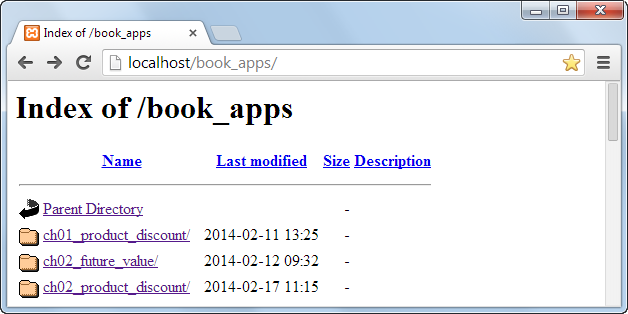 Index of /book_apps
localhost/book_apps/
Index of /book_apps
Name Last modified Size Description
Parent Directory -
ch01_product_discount/ 2014-02-11 13:25 -
ch02_future_value/ 2014-02-12 09:32 -
ch02_product_discount/ 2014-02-17 11:15 -